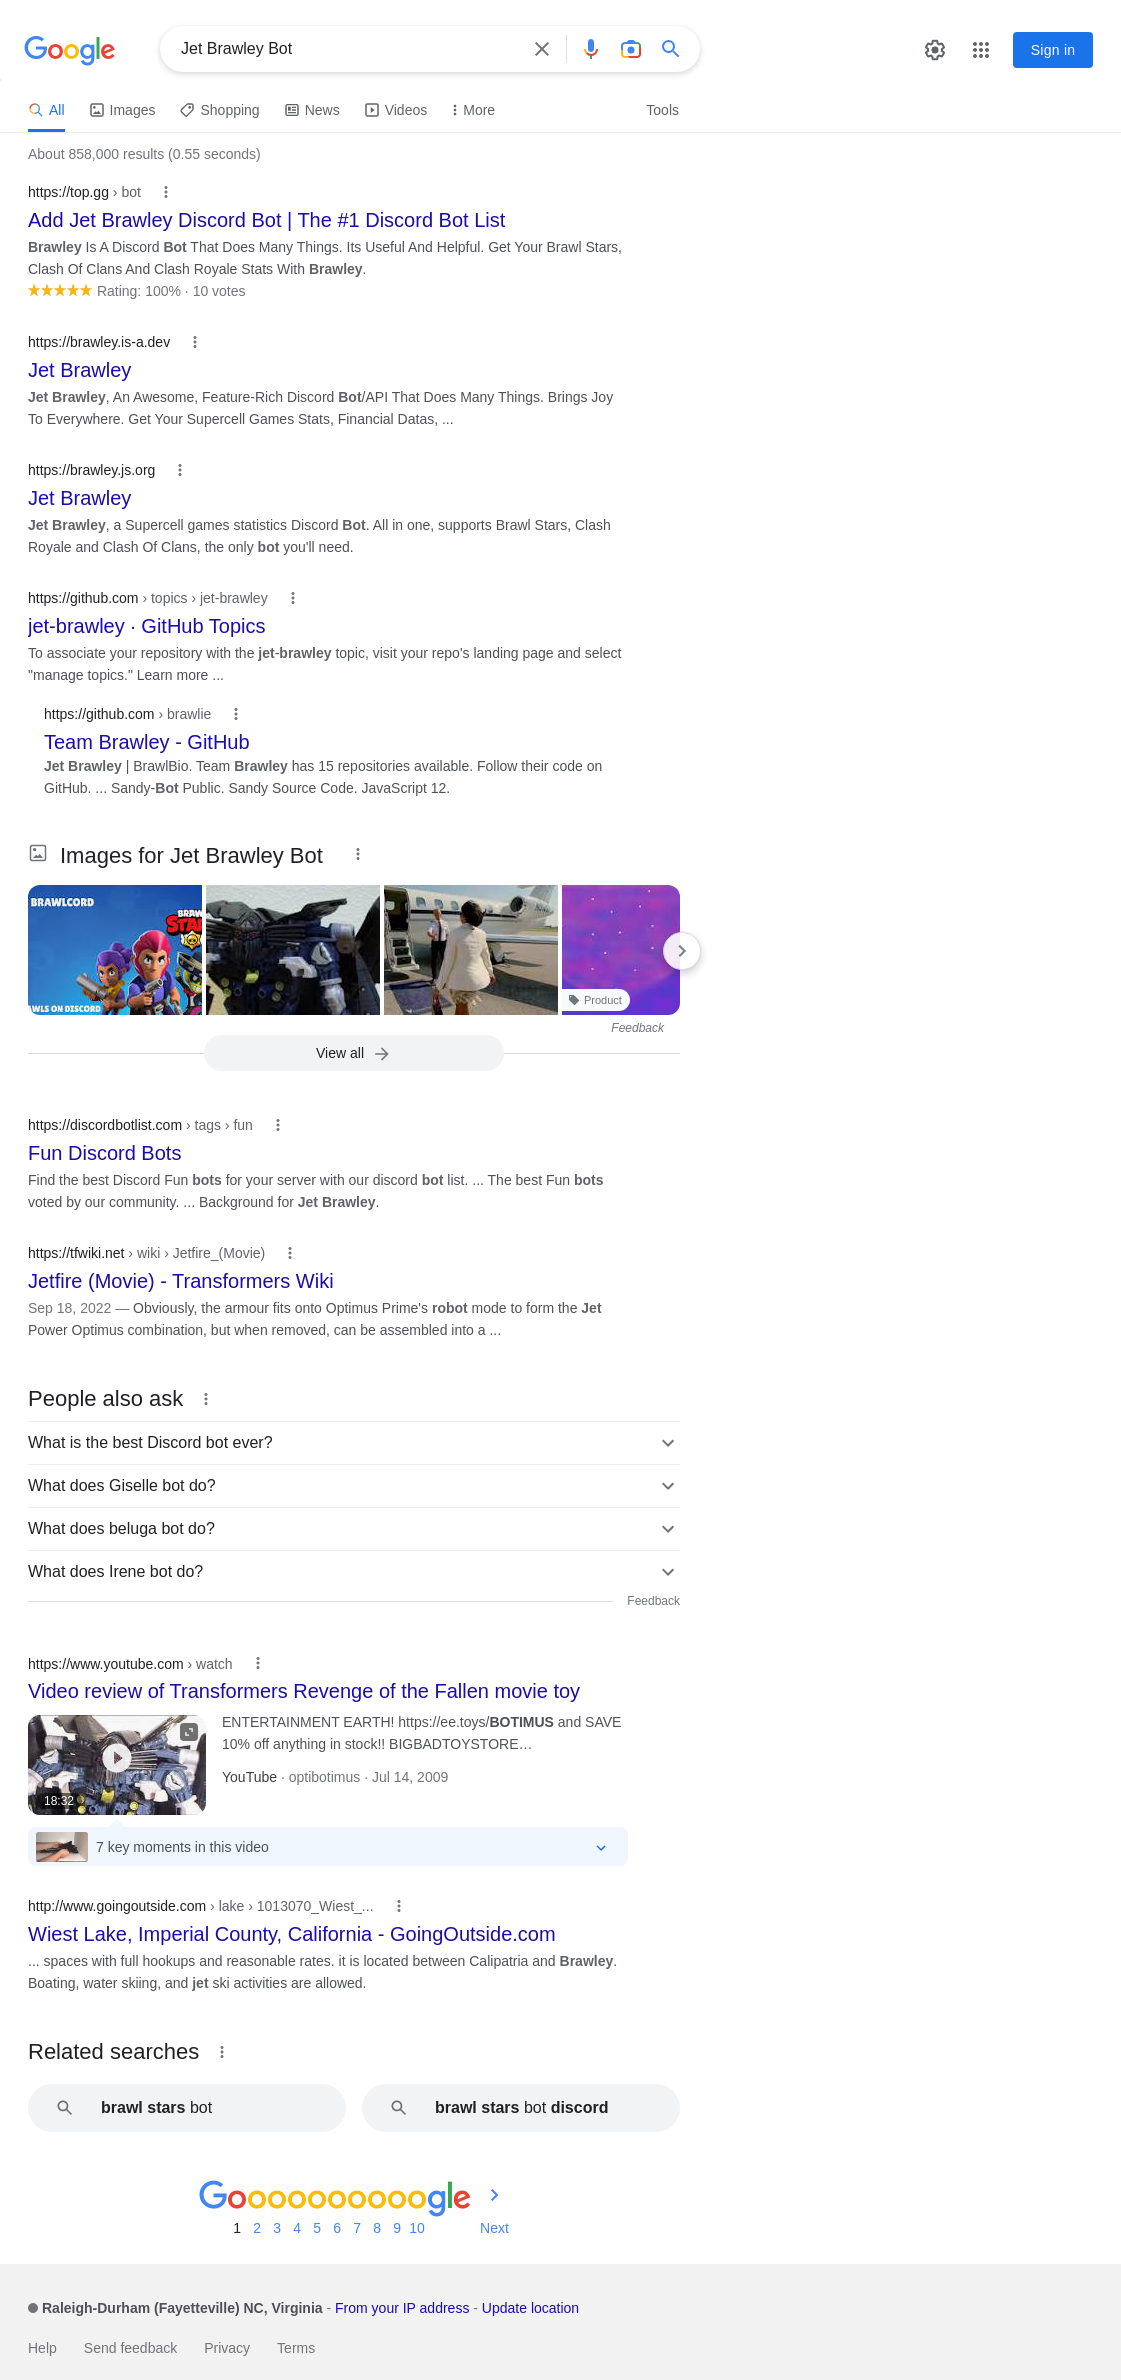 Google
Jet Brawley Bot
Sign in
All
Images
Shopping
News
Videos
More
Tools
About 858,000 results (0.55 seconds)
https://top.gg › bot
Add Jet Brawley Discord Bot | The #1 Discord Bot List
Brawley Is A Discord Bot That Does Many Things. Its Useful And Helpful. Get Your Brawl Stars,
Clash Of Clans And Clash Royale Stats With Brawley.
Rating: 100% · 10 votes
https://brawley.is-a.dev
Jet Brawley
Jet Brawley, An Awesome, Feature-Rich Discord Bot/API That Does Many Things. Brings Joy
To Everywhere. Get Your Supercell Games Stats, Financial Datas, ...
https://brawley.js.org
Jet Brawley
Jet Brawley, a Supercell games statistics Discord Bot. All in one, supports Brawl Stars, Clash
Royale and Clash Of Clans, the only bot you'll need.
https://github.com › topics › jet-brawley
jet-brawley · GitHub Topics
To associate your repository with the jet-brawley topic, visit your repo's landing page and select
"manage topics." Learn more ...
https://github.com › brawlie
Team Brawley - GitHub
Jet Brawley | BrawlBio. Team Brawley has 15 repositories available. Follow their code on
GitHub. ... Sandy-Bot Public. Sandy Source Code. JavaScript 12.
Images for Jet Brawley Bot
BRAWLCORD
BRAW
STA
AWLS ON DISCORD
Product
Feedback
View all
https://discordbotlist.com › tags › fun
Fun Discord Bots
Find the best Discord Fun bots for your server with our discord bot list. ... The best Fun bots
voted by our community. ... Background for Jet Brawley.
https://tfwiki.net › wiki › Jetfire_(Movie)
Jetfire (Movie) - Transformers Wiki
Sep 18, 2022 — Obviously, the armour fits onto Optimus Prime's robot mode to form the Jet
Power Optimus combination, but when removed, can be assembled into a ...
People also ask
What is the best Discord bot ever?
What does Giselle bot do?
What does beluga bot do?
What does Irene bot do?
Feedback
https://www.youtube.com › watch
Video review of Transformers Revenge of the Fallen movie toy
ENTERTAINMENT EARTH! https://ee.toys/BOTIMUS and SAVE
10% off anything in stock!! BIGBADTOYSTORE…
YouTube · optibotimus · Jul 14, 2009
18:32
7 key moments in this video
http://www.goingoutside.com › lake › 1013070_Wiest_...
Wiest Lake, Imperial County, California - GoingOutside.com
... spaces with full hookups and reasonable rates. it is located between Calipatria and Brawley.
Boating, water skiing, and jet ski activities are allowed.
Related searches
brawl stars bot
brawl stars bot discord
Goooooooooogle
1 2 3 4 5 6 7 8 9 10 Next
Raleigh-Durham (Fayetteville) NC, Virginia - From your IP address - Update location
Help Send feedback Privacy Terms